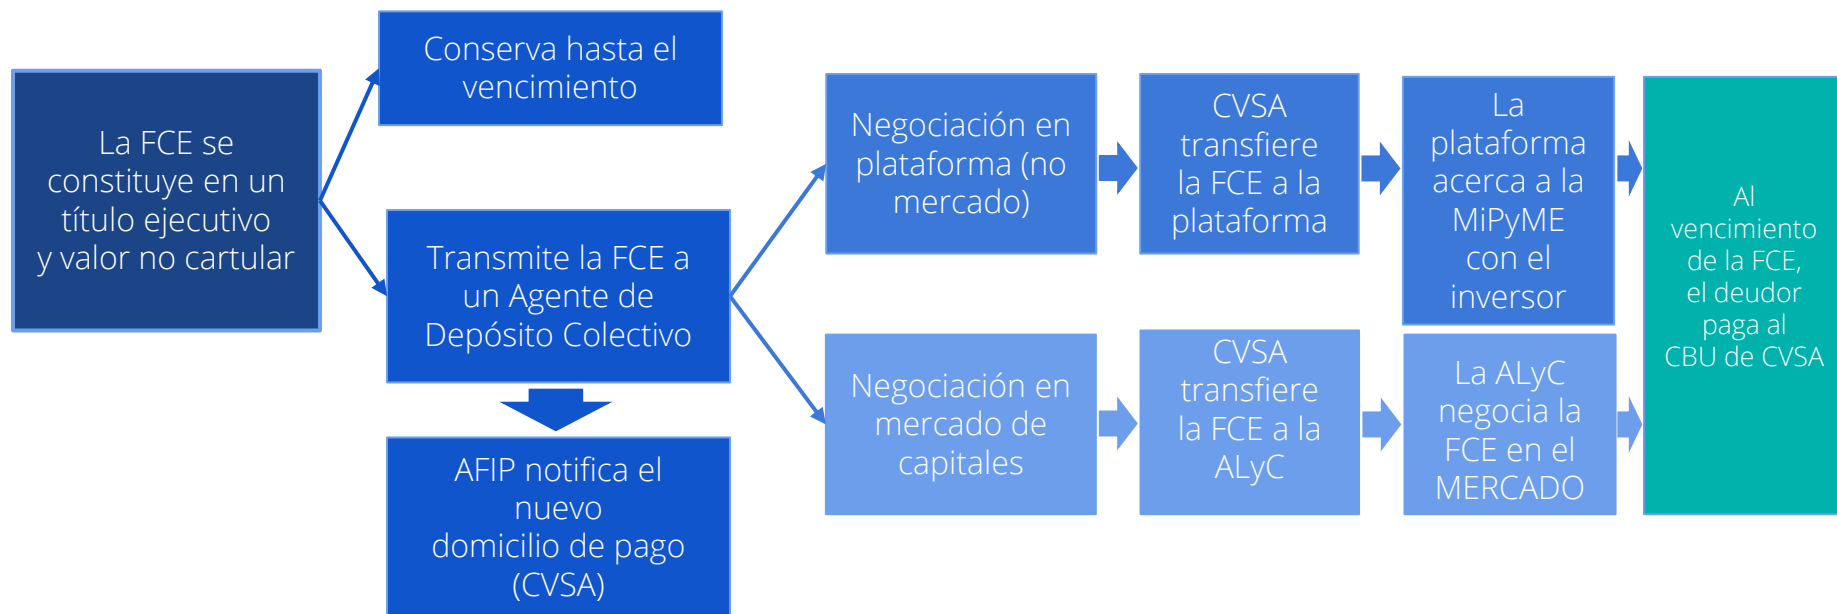 La FCE se
constituye en un
título ejecutivo
y valor no cartular
Conserva hasta el
vencimiento
Transmite la FCE a
un Agente de
Depósito Colectivo
AFIP notifica el
nuevo
domicilio de pago
(CVSA)
Negociación en
plataforma (no
mercado)
CVSA
transfiere
la FCE a la
plataforma
La
plataforma
acerca a la
MiPyME
con el
inversor
Negociación en
mercado de
capitales
CVSA
transfiere
la FCE a la
ALyC
La ALyC
negocia la
FCE en el
MERCADO
Al
vencimiento
de la FCE,
el deudor
paga al
CBU de CVSA